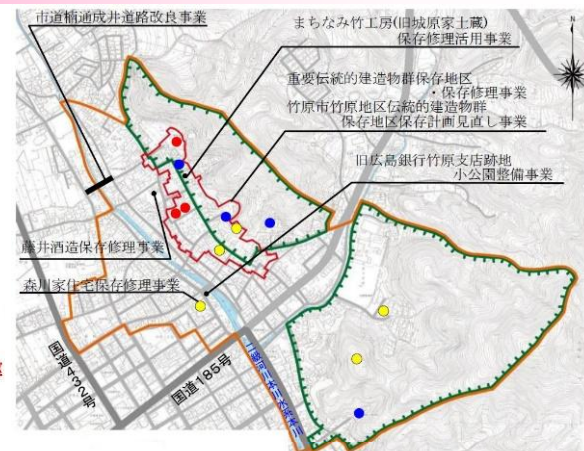 市道楠通成井道路改良事業
まちなみ竹工房(旧城原家土蔵)
保存修理活用事業
重要伝統的建造物群保存地区
・保存修理事業
竹原市竹原地区伝統的建造物群
保存地区保存計画見直し事業
旧広島銀行竹原支店跡地
小公園整備事業
藤井酒造保存修理事業
森川家住宅保存修理事業
国道432号
国道185号
N